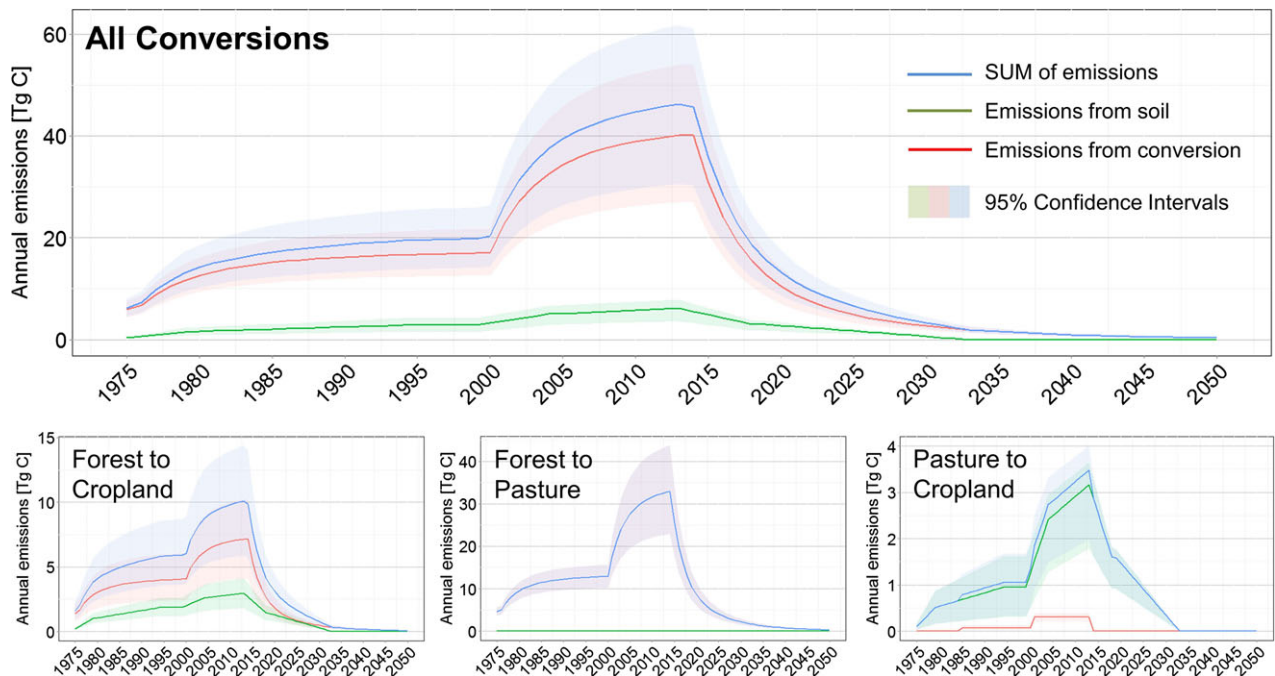 All Conversions
Annual emissions [Tg C]
60
40
20
0
SUM of emissions
Emissions from soil
Emissions from conversion
95% Confidence Intervals
1975 1980 1985 1990 1995 2000 2005 2010 2015 2020 2025 2030 2035 2040 2045 2050
Forest to
Cropland
Annual emissions [Tg C]
15
10
5
0
1975 1980 1985 1990 1995 2000 2005 2010 2015 2020 2025 2030 2035 2040 2045 2050
Forest to
Pasture
Annual emissions [Tg C]
40
30
20
10
0
1975 1980 1985 1990 1995 2000 2005 2010 2015 2020 2025 2030 2035 2040 2045 2050
Pasture to
Cropland
Annual emissions [Tg C]
4
3
2
1
0
1975 1980 1985 1990 1995 2000 2005 2010 2015 2020 2025 2030 2035 2040 2045 2050